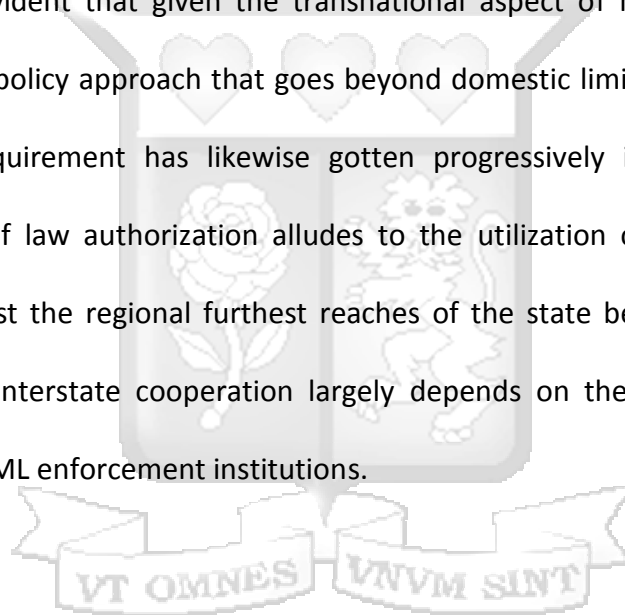 vident that given the transnational aspect of
policy approach that goes beyond domestic limi
quirement has likewise gotten progressively
f law authorization alludes to the utilization
st the regional furthest reaches of the state be
interstate cooperation largely depends on the
ML enforcement institutions.
VT OMNES VNVM SINT